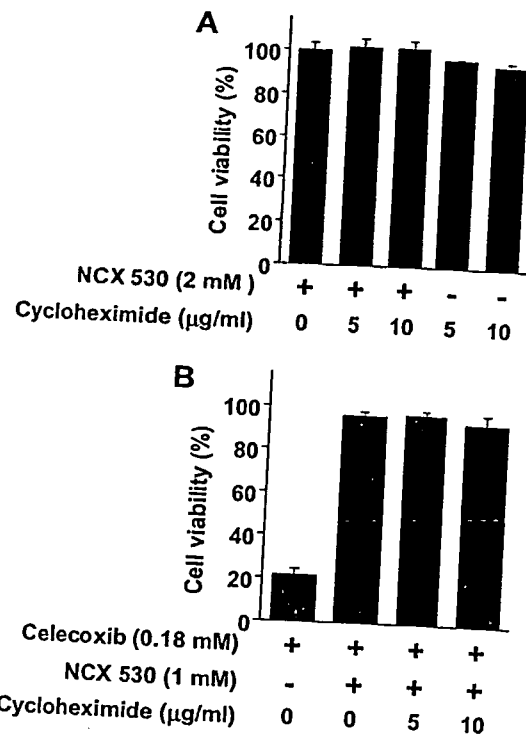 A
Cell viability (%)
100
80
60
40
20
0
NCX 530 (2 mM ) + + + - -
Cycloheximide (µg/ml) 0 5 10 5 10
B
Cell viability (%)
100
80
60
40
20
0
Celecoxib (0.18 mM) + + + +
NCX 530 (1 mM) - + + +
Cycloheximide (µg/ml) 0 0 5 10